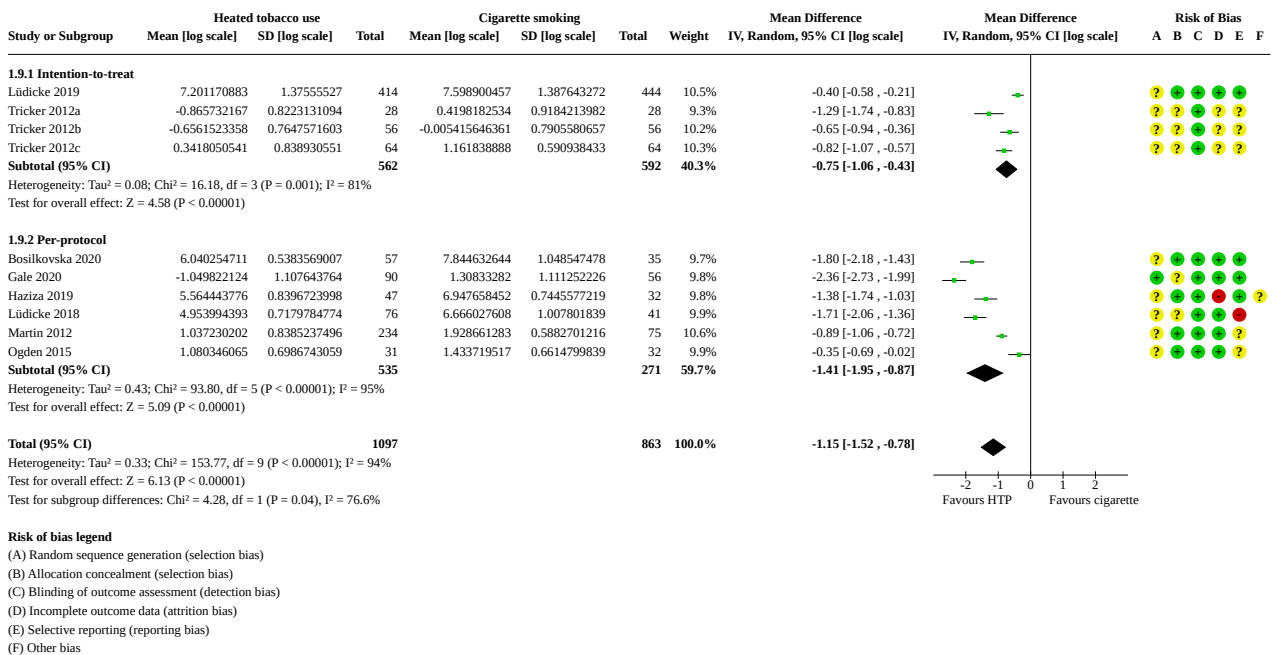 Heated tobacco use Cigarette smoking Mean Difference Mean Difference Risk of Bias
Study or Subgroup Mean [log scale] SD [log scale] Total Mean [log scale] SD [log scale] Total Weight IV, Random, 95% CI [log scale] IV, Random, 95% CI [log scale] A B C D E F
1.9.1 Intention-to-treat
Lüdicke 2019 7.201170883 1.37555527 414 7.598900457 1.387643272 444 10.5% -0.40 [-0.58 , -0.21] ? + + + +
Tricker 2012a -0.865732167 0.8223131094 28 0.4198182534 0.9184213982 28 9.3% -1.29 [-1.74 , -0.83] ? ? + ? ?
Tricker 2012b -0.6561523358 0.7647571603 56 -0.005415646361 0.7905580657 56 10.2% -0.65 [-0.94 , -0.36] ? ? + ? ?
Tricker 2012c 0.3418050541 0.838930551 64 1.161838888 0.590938433 64 10.3% -0.82 [-1.07 , -0.57] ? ? + ? ?
Subtotal (95% CI) 562 592 40.3% -0.75 [-1.06 , -0.43]
Heterogeneity: Tau² = 0.08; Chi² = 16.18, df = 3 (P = 0.001); I² = 81%
Test for overall effect: Z = 4.58 (P < 0.00001)
1.9.2 Per-protocol
Bosilkovska 2020 6.040254711 0.5383569007 57 7.844632644 1.048547478 35 9.7% -1.80 [-2.18 , -1.43] ? + + + +
Gale 2020 -1.049822124 1.107643764 90 1.30833282 1.111252226 56 9.8% -2.36 [-2.73 , -1.99] + ? + + +
Haziza 2019 5.564443776 0.8396723998 47 6.947658452 0.7445577219 32 9.8% -1.38 [-1.74 , -1.03] ? + + - + ?
Lüdicke 2018 4.953994393 0.7179784774 76 6.666027608 1.007801839 41 9.9% -1.71 [-2.06 , -1.36] ? ? + + -
Martin 2012 1.037230202 0.8385237496 234 1.928661283 0.5882701216 75 10.6% -0.89 [-1.06 , -0.72] ? + + + ?
Ogden 2015 1.080346065 0.6986743059 31 1.433719517 0.6614799839 32 9.9% -0.35 [-0.69 , -0.02] ? + + + ?
Subtotal (95% CI) 535 271 59.7% -1.41 [-1.95 , -0.87]
Heterogeneity: Tau² = 0.43; Chi² = 93.80, df = 5 (P < 0.00001); I² = 95%
Test for overall effect: Z = 5.09 (P < 0.00001)
Total (95% CI) 1097 863 100.0% -1.15 [-1.52 , -0.78]
Heterogeneity: Tau² = 0.33; Chi² = 153.77, df = 9 (P < 0.00001); I² = 94%
Test for overall effect: Z = 6.13 (P < 0.00001)
-2 -1 0 1 2
Test for subgroup differences: Chi² = 4.28, df = 1 (P = 0.04), I² = 76.6%
Favours HTP Favours cigarette
Risk of bias legend
(A) Random sequence generation (selection bias)
(B) Allocation concealment (selection bias)
(C) Blinding of outcome assessment (detection bias)
(D) Incomplete outcome data (attrition bias)
(E) Selective reporting (reporting bias)
(F) Other bias